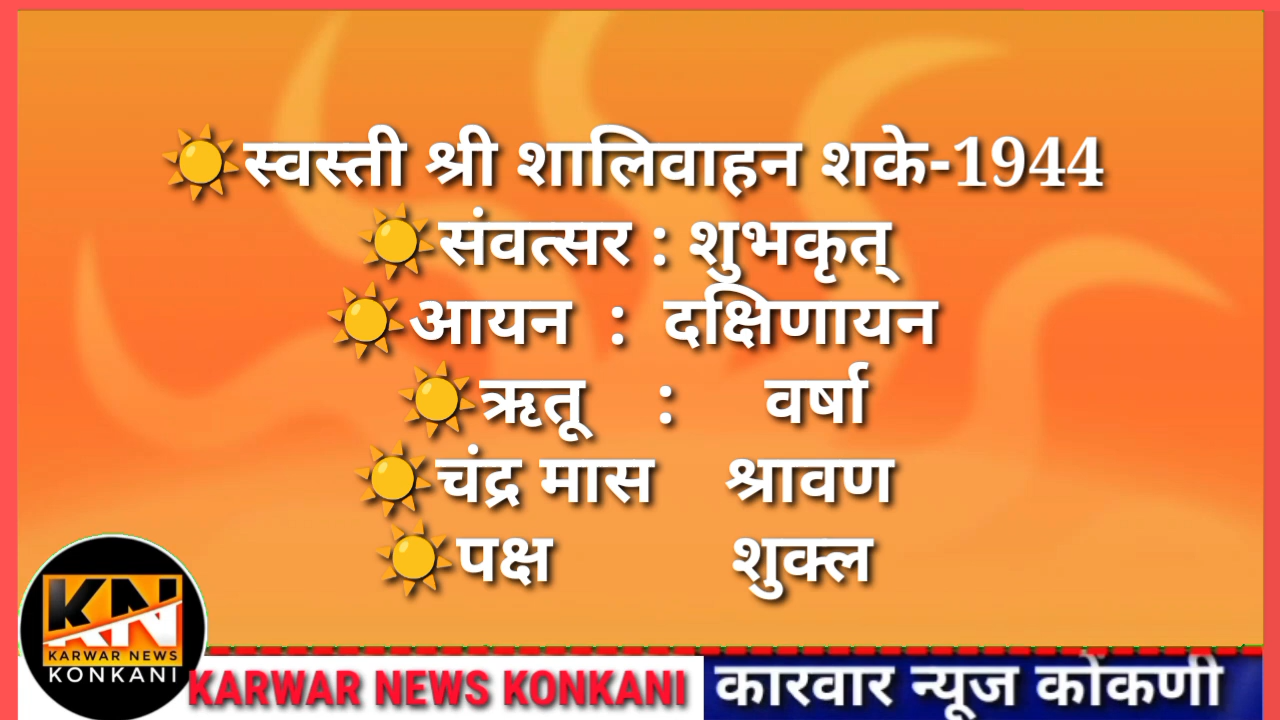 स्वस्ती श्री शालिवाहन शके-1944
संवत्सर : शुभकृत्
आयन : दक्षिणायन
ऋतू : वर्षा
चंद्र मास श्रावण
पक्ष शुक्ल
KN
KARWAR NEWS
KONKANI
KARWAR NEWS KONKANI
कारवार न्यूज कोंकणी